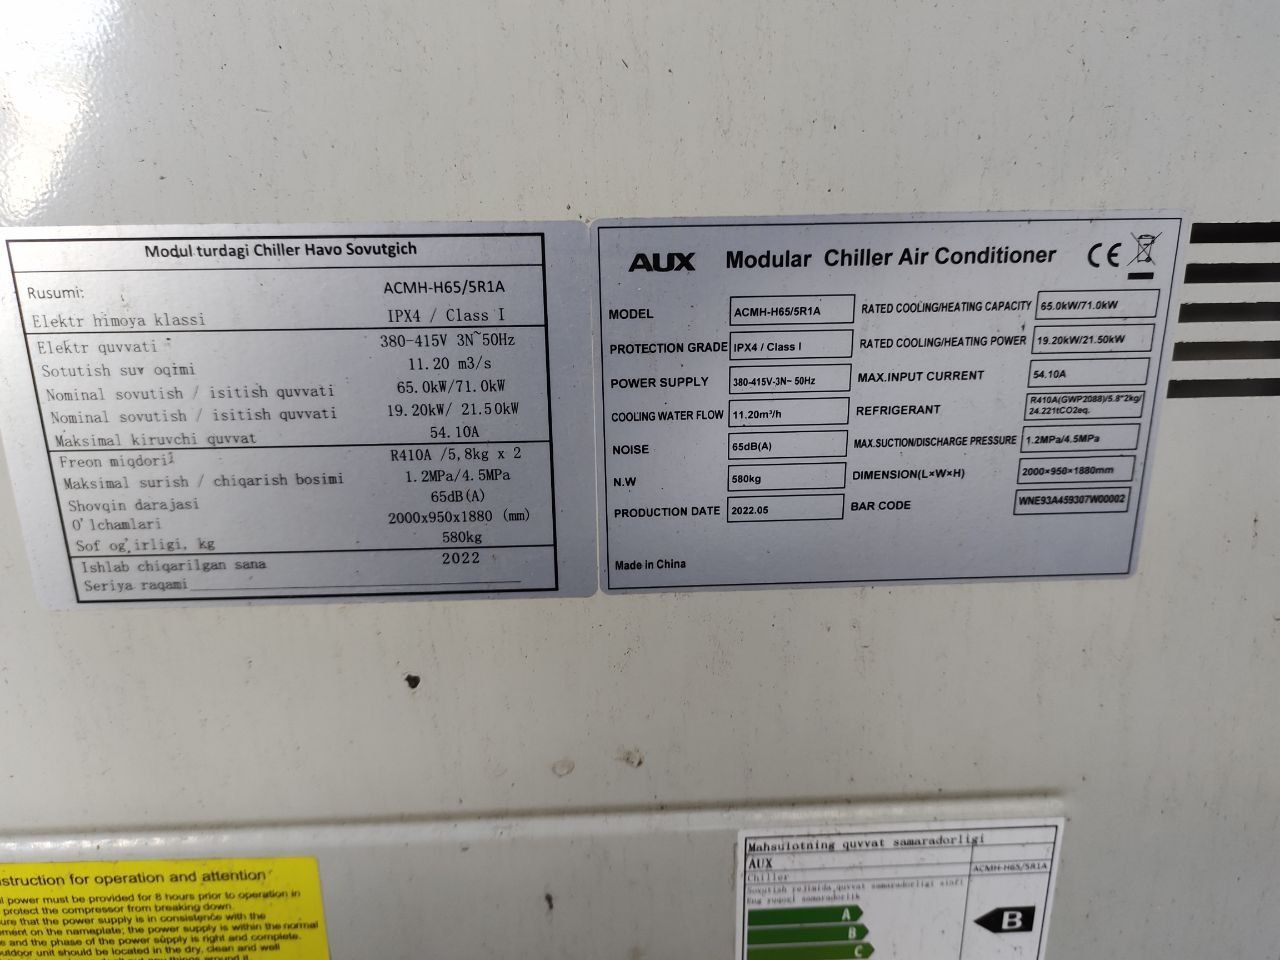 Modul turdagi Chiller Havo Sovutgich
Rusumi: ACMH-H65/5R1A
Elektr himoya klassi IPX4 / Class I
Elektr quvvati 380-415V 3N~50Hz
Sotutish suv oqimi 11.20 m3/s
Nominal sovutish / isitish quvvati 65.0kW/71.0kW
Nominal sovutish / isitish quvvati 19.20kW/ 21.50kW
Maksimal kiruvchi quvvat 54.10A
Freon miqdori R410A /5,8kg x 2
Maksimal surish / chiqarish bosimi 1.2MPa/4.5MPa
Shovqin darajasi 65dB(A)
O'lchamlari 2000x950x1880 (mm)
Sof og'irligi, kg 580kg
Ishlab chiqarilgan sana 2022
Seriya raqami
AUX Modular Chiller Air Conditioner CE
MODEL ACMH-H65/5R1A
PROTECTION GRADE IPX4 / Class I
POWER SUPPLY 380-415V-3N~ 50Hz
COOLING WATER FLOW 11.20m³/h
NOISE 65dB(A)
N.W 580kg
PRODUCTION DATE 2022.05
RATED COOLING/HEATING CAPACITY 65.0kW/71.0kW
RATED COOLING/HEATING POWER 19.20kW/21.50kW
MAX.INPUT CURRENT 54.10A
REFRIGERANT R410A(GWP2088)/5.8*2kg/
24.221tCO2eq.
MAX.SUCTION/DISCHARGE PRESSURE 1.2MPa/4.5MPa
DIMENSION(L×W×H) 2000×950×1880mm
BAR CODE WNE93A459307W00002
Made in China
struction for operation and attention
power must be provided for 8 hours prior to operation in
protect the compressor from breaking down.
ure that the power supply is in consistence with the
ment on the nameplate; the power supply is within the normal
e and the phase of the power supply is right and complete.
utdoor unit should be located in the dry, clean and well
Mahsulotning quvvat samaradorligi
AUX
Chiller ACMH-H65/5R1A
Sovutish rejimida quvvat samaradorligi sinfi
Eng yuqori samaradorlik
A
B
B
C